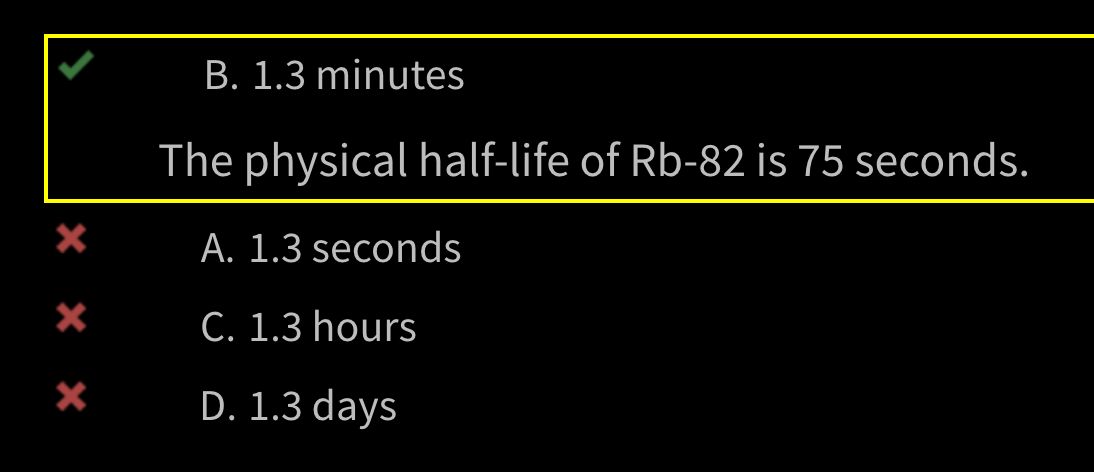 B. 1.3 minutes
The physical half-life of Rb-82 is 75 seconds.
A. 1.3 seconds
C. 1.3 hours
D. 1.3 days